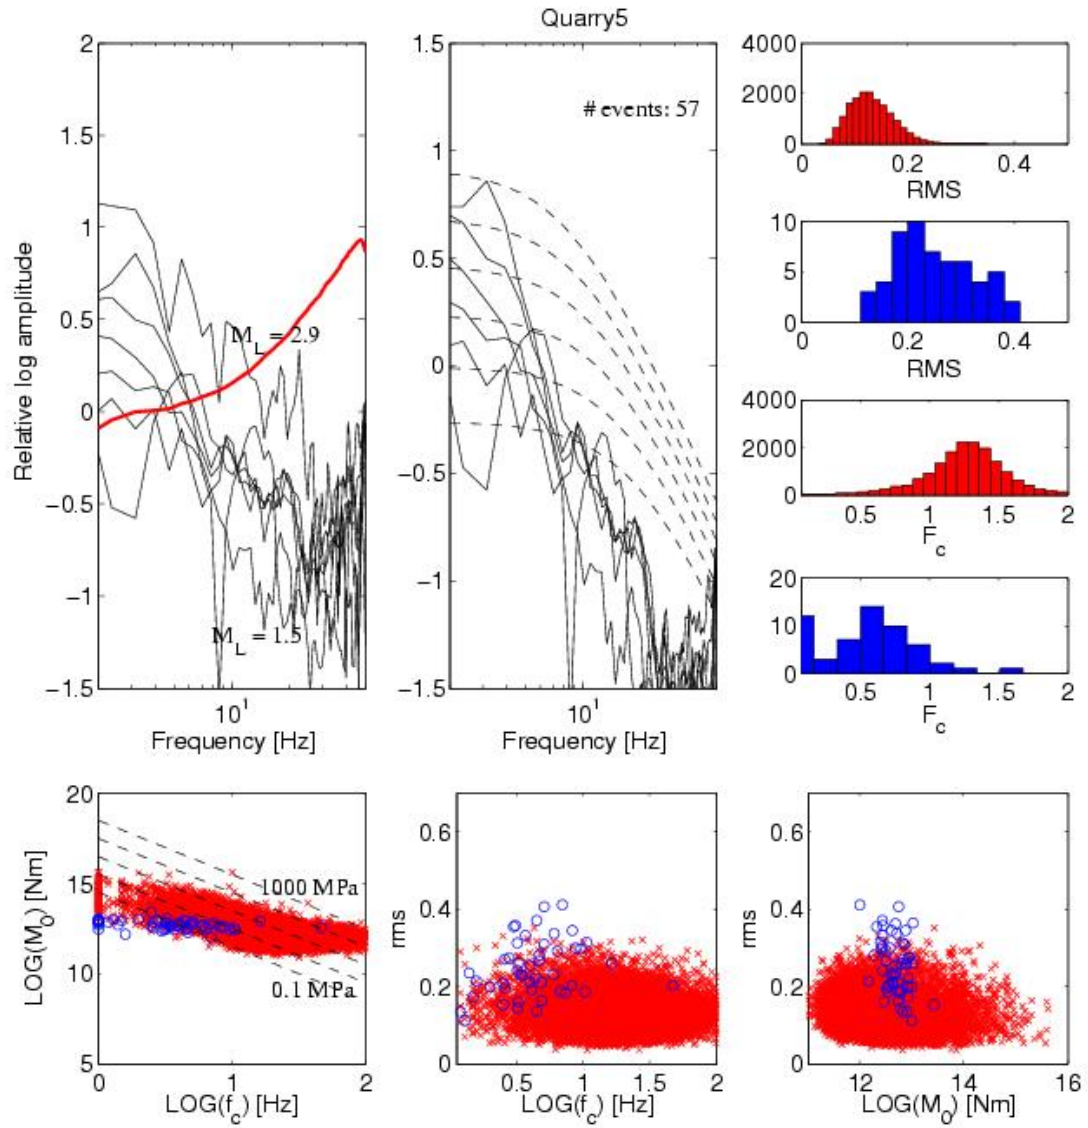 Quarry5
2
1.5
1
0.5
0
−0.5
−1
−1.5
Relative log amplitude
M_L = 2.9
M_L = 1.5
10^1
Frequency [Hz]
1.5
1
0.5
0
−0.5
−1
−1.5
# events: 57
10^1
Frequency [Hz]
4000
2000
0
0 0.2 0.4
RMS
10
5
0
0 0.2 0.4
RMS
4000
2000
0
0.5 1 1.5 2
F_c
20
10
0
0.5 1 1.5 2
F_c
20
15
10
5
LOG(M_0) [Nm]
1000 MPa
0.1 MPa
0 1 2
LOG(f_c) [Hz]
0.6
0.4
0.2
0
rms
0.5 1 1.5 2
LOG(f_c) [Hz]
0.6
0.4
0.2
0
rms
12 14 16
LOG(M_0) [Nm]